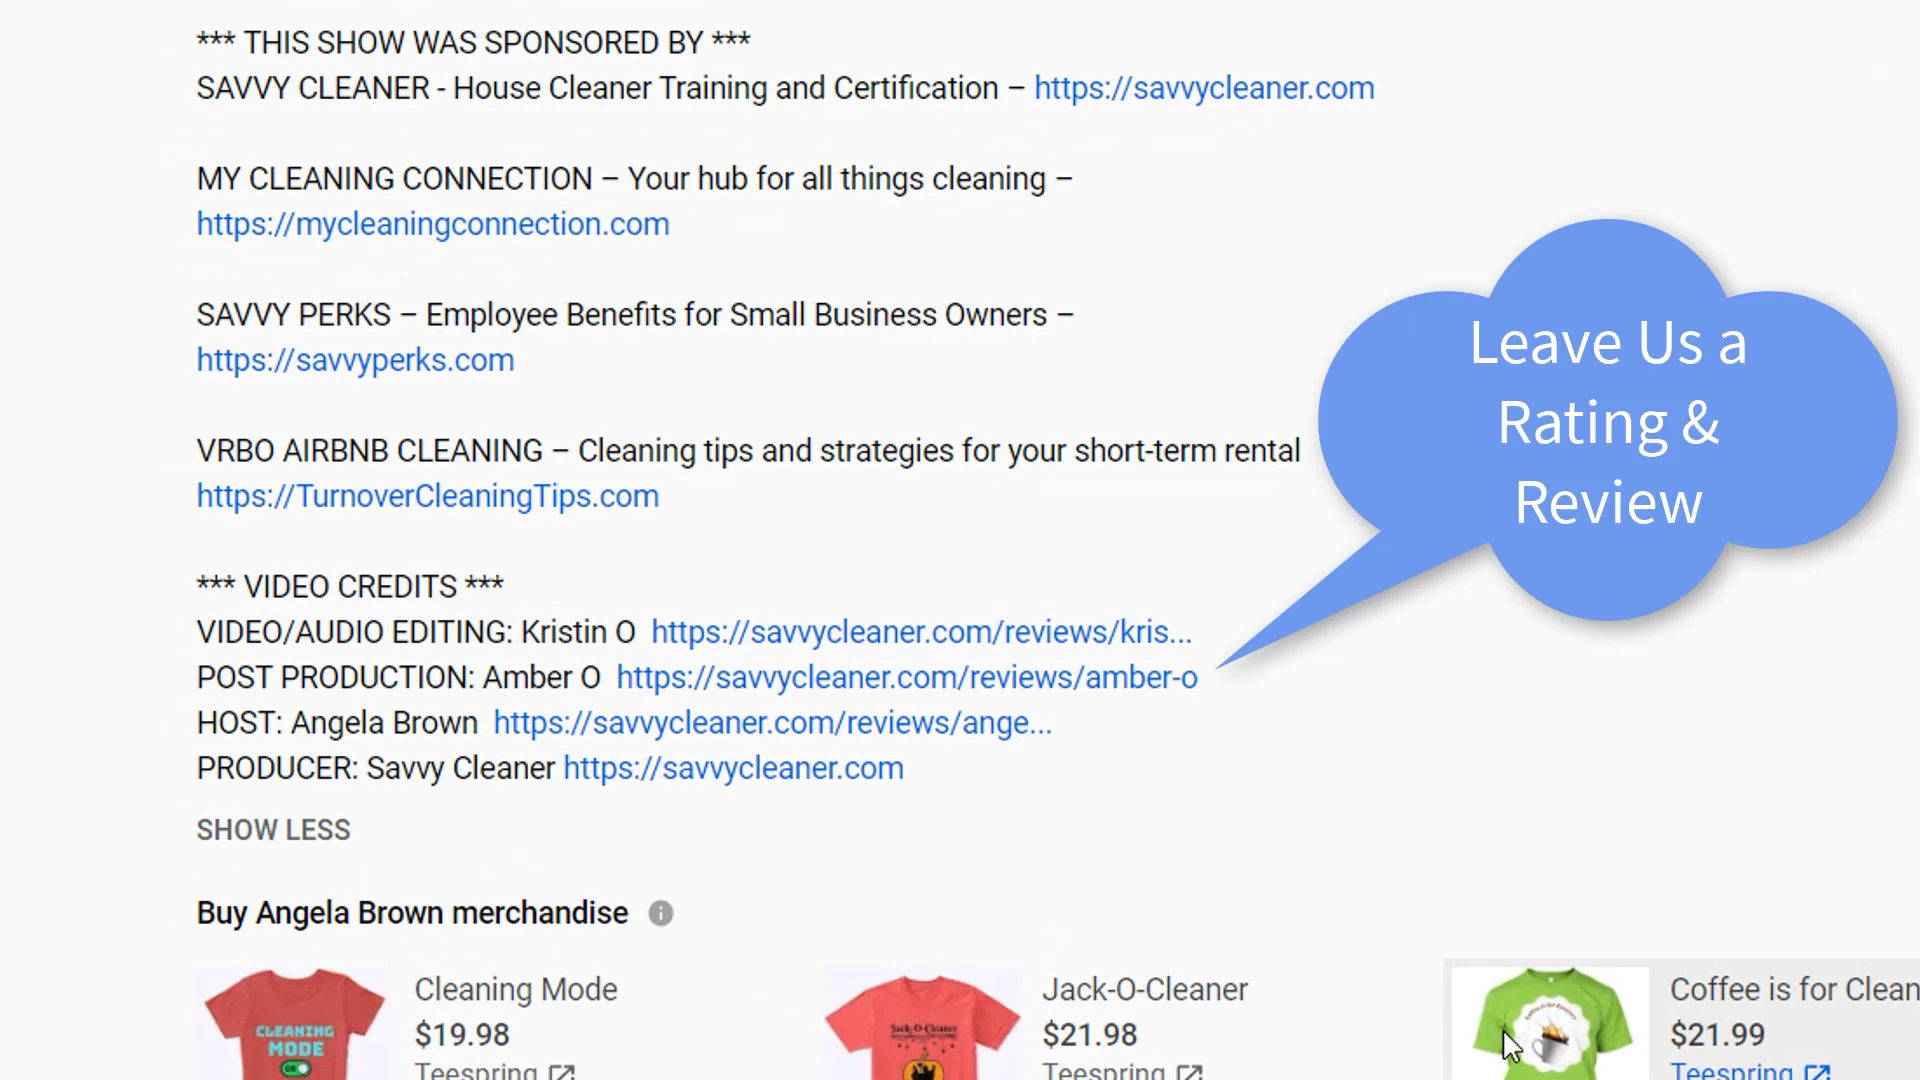 *** THIS SHOW WAS SPONSORED BY ***
SAVVY CLEANER - House Cleaner Training and Certification – https://savvycleaner.com
MY CLEANING CONNECTION – Your hub for all things cleaning –
https://mycleaningconnection.com
SAVVY PERKS – Employee Benefits for Small Business Owners –
https://savvyperks.com
VRBO AIRBNB CLEANING – Cleaning tips and strategies for your short-term rental
https://TurnoverCleaningTips.com
Leave Us a
Rating &
Review
*** VIDEO CREDITS ***
VIDEO/AUDIO EDITING: Kristin O https://savvycleaner.com/reviews/kris...
POST PRODUCTION: Amber O https://savvycleaner.com/reviews/amber-o
HOST: Angela Brown https://savvycleaner.com/reviews/ange...
PRODUCER: Savvy Cleaner https://savvycleaner.com
SHOW LESS
Buy Angela Brown merchandise
CLEANING
MODE
ON
Cleaning Mode
$19.98
Teespring
Jack-O-Cleaner
Jack-O-Cleaner
$21.98
Teespring
Coffee is for Clean
$21.99
Teespring